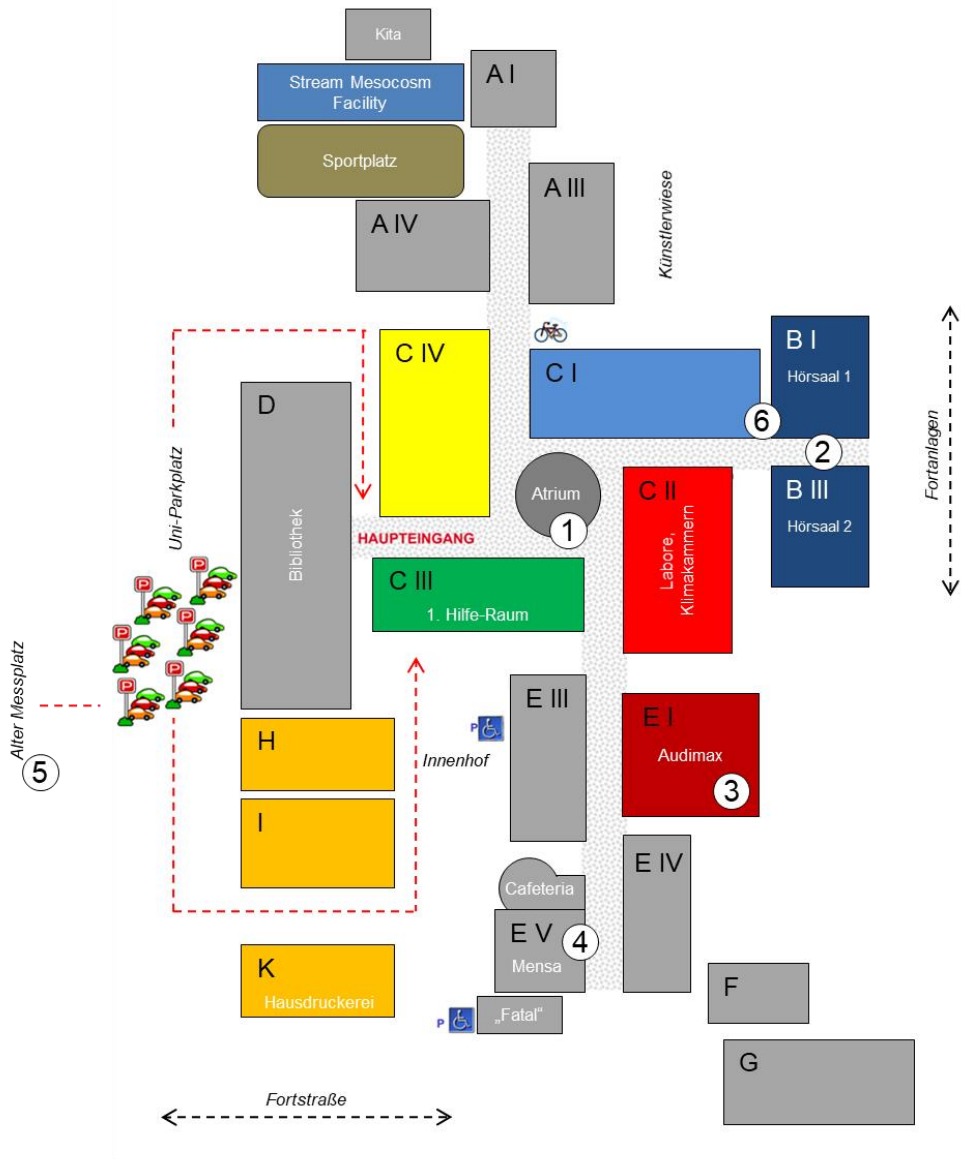 Kita
Stream Mesocosm
Facility
A I
Sportplatz
A III
A IV
Künstlerwiese
C IV
C I
B I
Hörsaal 1
6
2
Fortanlagen
D
Bibliothek
Uni-Parkplatz
Atrium
1
C II
Labore,
Klimakammern
B III
Hörsaal 2
HAUPTEINGANG
C III
1. Hilfe-Raum
P
P
P
P
P
P
Alter Messplatz
5
E III
P
Innenhof
E I
Audimax
3
H
I
E IV
Cafeteria
E V
Mensa
4
K
Hausdruckerei
P
„Fatal“
F
G
Fortstraße